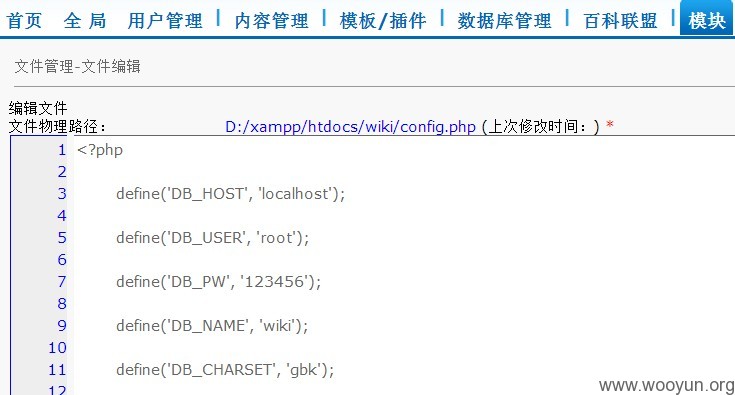 首页 全 局 用户管理 | 内容管理 | 模板/插件 | 数据库管理 | 百科联盟 | 模块
文件管理-文件编辑
编辑文件
文件物理路径： D:/xampp/htdocs/wiki/config.php (上次修改时间：) *
1 <?php
2
3 define('DB_HOST', 'localhost');
4
5 define('DB_USER', 'root');
6
7 define('DB_PW', '123456');
8
9 define('DB_NAME', 'wiki');
10
11 define('DB_CHARSET', 'gbk');
12
www.wooyun.org